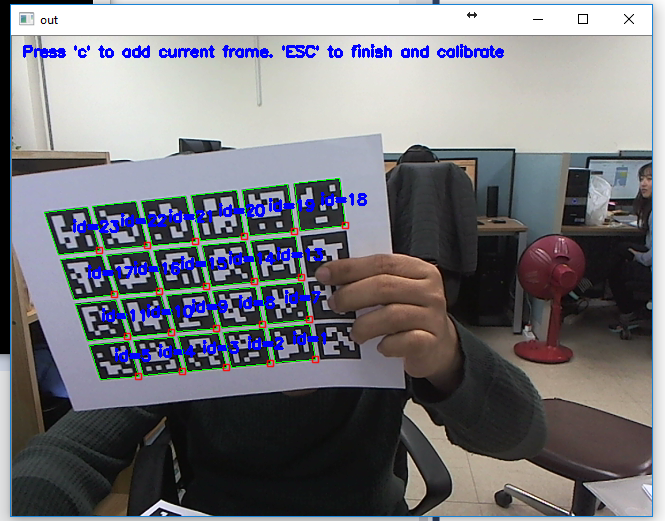 out
Press 'c' to add current frame. 'ESC' to finish and calibrate
id=23 id=22 id=21 id=20 id=19 id=18
id=17 id=16 id=15 id=14 id=13
id=11 id=10 id=9 id=8 id=7
id=5 id=4 id=3 id=2 id=1